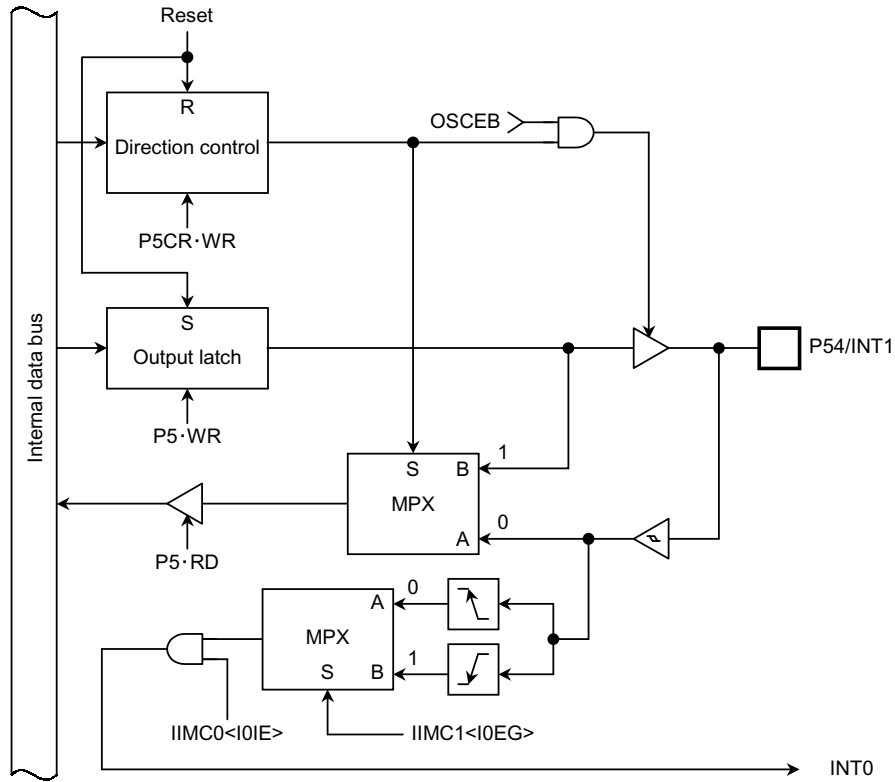 Reset
R
Direction control
OSCEB
P5CR·WR
Internal data bus
S
Output latch
P54/INT1
P5·WR
S
B
1
MPX
A
0
P5·RD
A
0
MPX
S
B
1
IIMC0<I0IE>
IIMC1<I0EG>
INT0